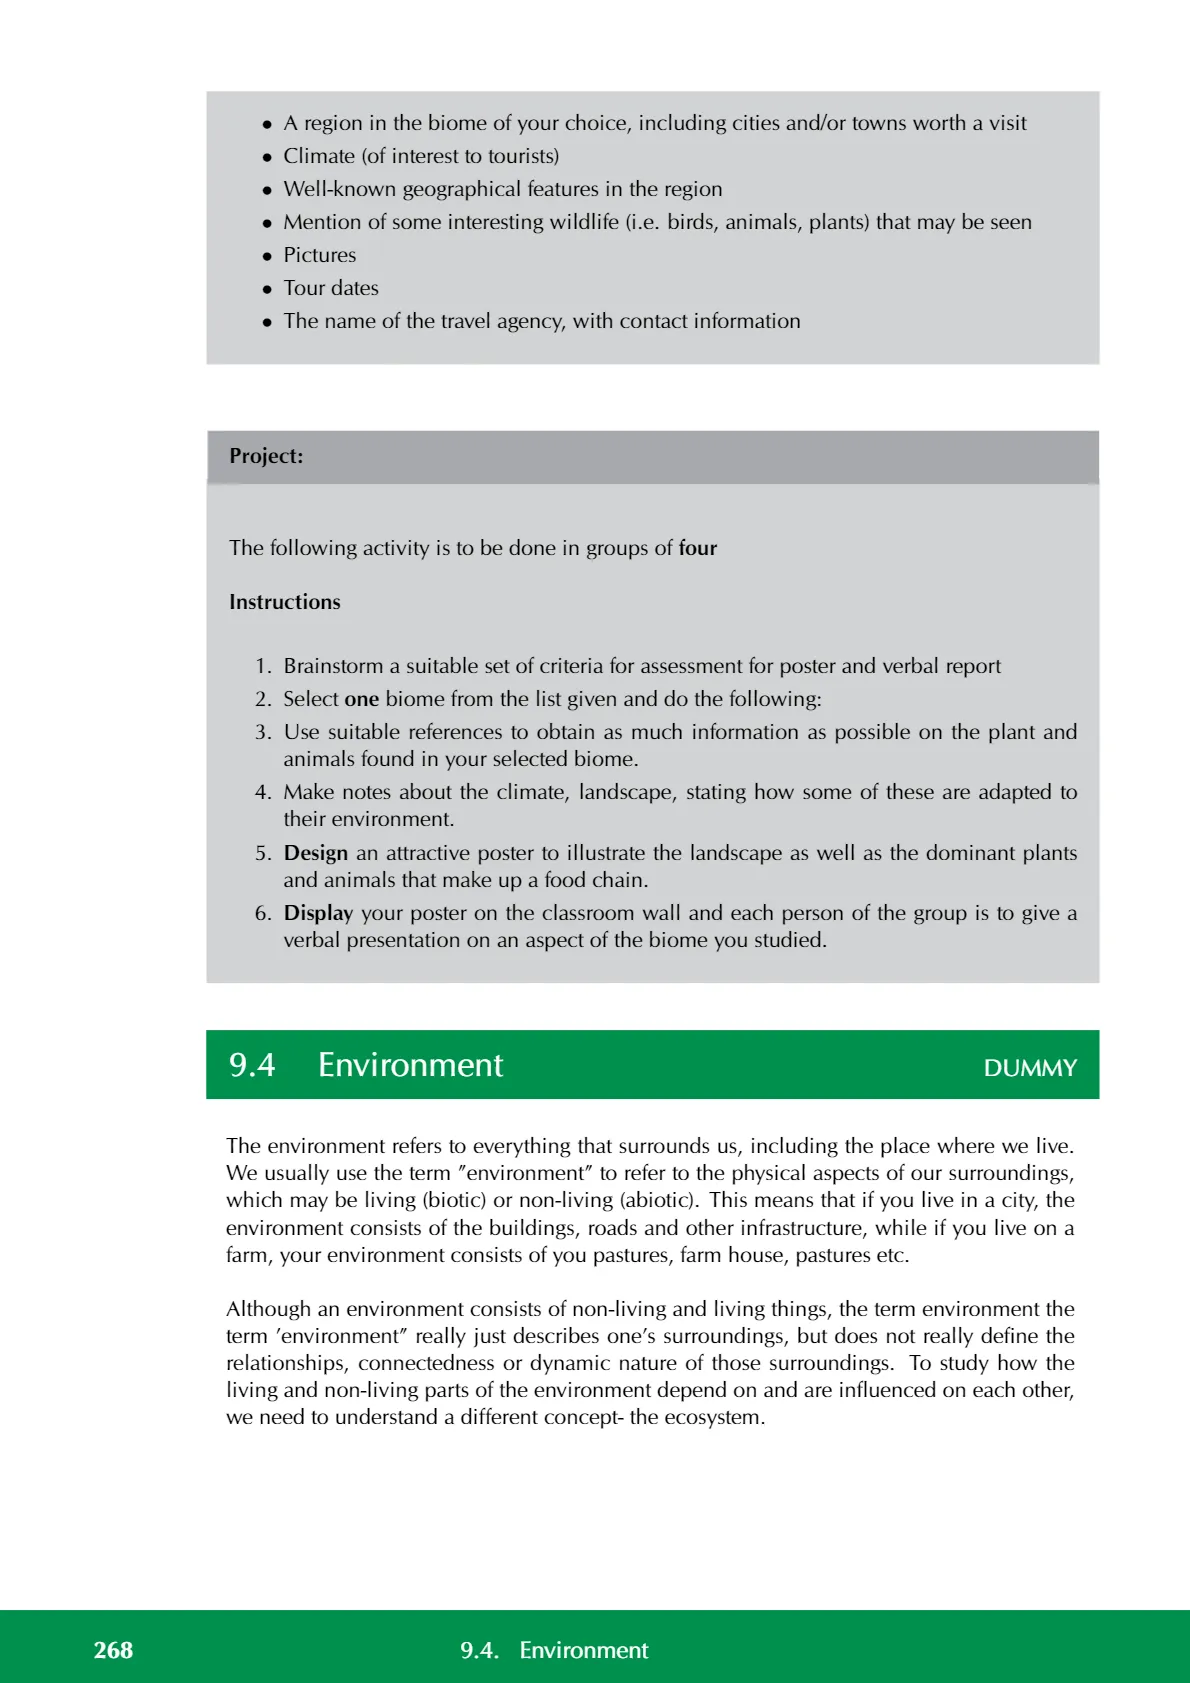 • A region in the biome of your choice, including cities and/or towns worth a visit
• Climate (of interest to tourists)
• Well-known geographical features in the region
• Mention of some interesting wildlife (i.e. birds, animals, plants) that may be seen
• Pictures
• Tour dates
• The name of the travel agency, with contact information
Project:
The following activity is to be done in groups of four
Instructions
1. Brainstorm a suitable set of criteria for assessment for poster and verbal report
2. Select one biome from the list given and do the following:
3. Use suitable references to obtain as much information as possible on the plant and
animals found in your selected biome.
4. Make notes about the climate, landscape, stating how some of these are adapted to
their environment.
5. Design an attractive poster to illustrate the landscape as well as the dominant plants
and animals that make up a food chain.
6. Display your poster on the classroom wall and each person of the group is to give a
verbal presentation on an aspect of the biome you studied.
9.4 Environment DUMMY
The environment refers to everything that surrounds us, including the place where we live.
We usually use the term ″environment″ to refer to the physical aspects of our surroundings,
which may be living (biotic) or non-living (abiotic). This means that if you live in a city, the
environment consists of the buildings, roads and other infrastructure, while if you live on a
farm, your environment consists of you pastures, farm house, pastures etc.
Although an environment consists of non-living and living things, the term environment the
term ′environment″ really just describes one’s surroundings, but does not really define the
relationships, connectedness or dynamic nature of those surroundings. To study how the
living and non-living parts of the environment depend on and are influenced on each other,
we need to understand a different concept- the ecosystem.
268 9.4. Environment